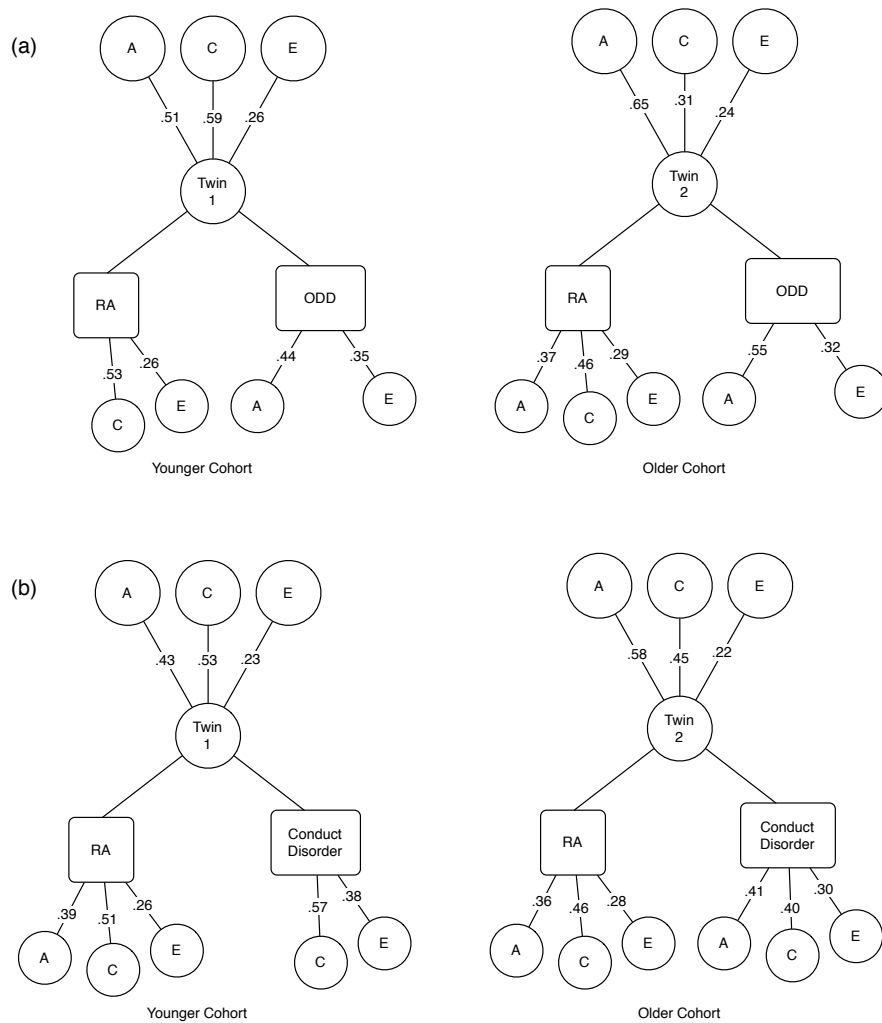 (a)
A
C
E
.51
.59
.26
Twin
1
RA
ODD
.53
.26
.44
.35
C
E
A
E
Younger Cohort
A
C
E
.65
.31
.24
Twin
2
RA
ODD
.37
.46
.29
.55
.32
A
C
E
A
E
Older Cohort
(b)
A
C
E
.43
.53
.23
Twin
1
RA
Conduct
Disorder
.39
.51
.26
.57
.38
A
C
E
C
E
Younger Cohort
A
C
E
.58
.45
.22
Twin
2
RA
Conduct
Disorder
.36
.46
.28
.41
.40
.30
A
C
E
A
C
E
Older Cohort